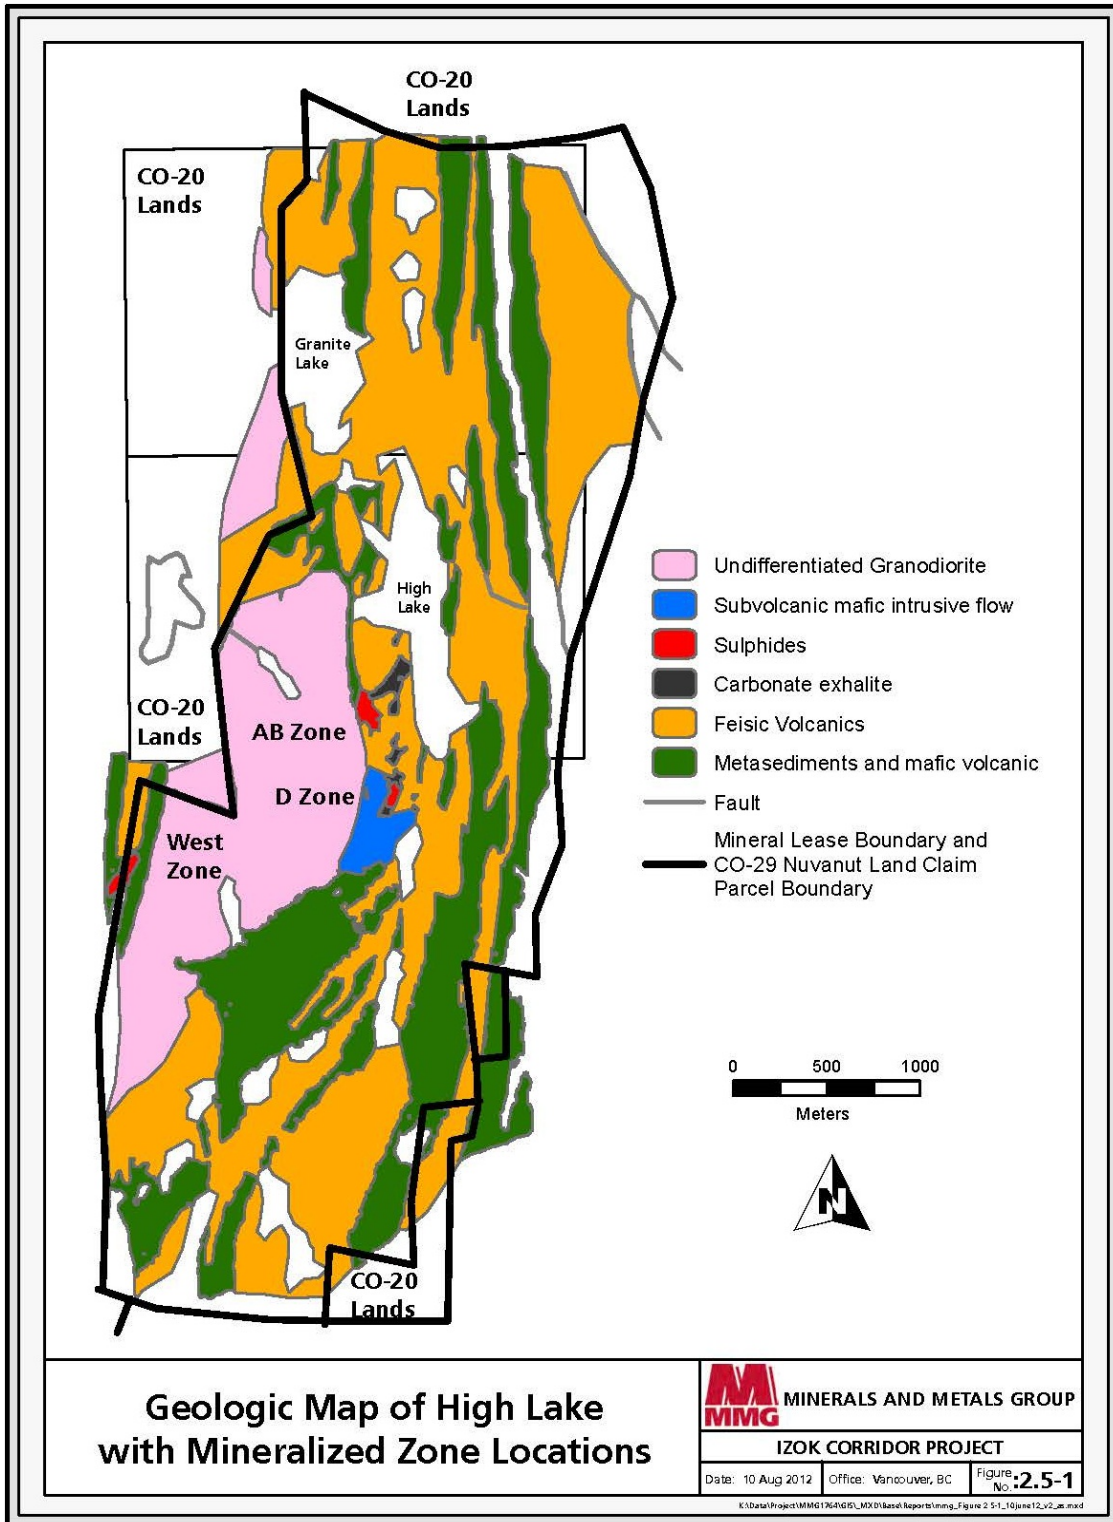 CO-20
Lands
CO-20
Lands
Granite
Lake
High
Lake
CO-20
Lands
AB Zone
D Zone
West
Zone
CO-20
Lands
Undifferentiated Granodiorite
Subvolcanic mafic intrusive flow
Sulphides
Carbonate exhalite
Feisic Volcanics
Metasediments and mafic volcanic
Fault
Mineral Lease Boundary and
CO-29 Nuvanut Land Claim
Parcel Boundary
0 500 1000
Meters
N
Geologic Map of High Lake
with Mineralized Zone Locations
MMG
MINERALS AND METALS GROUP
IZOK CORRIDOR PROJECT
Date: 10 Aug 2012 Office: Vancouver, BC Figure No.: 2.5-1